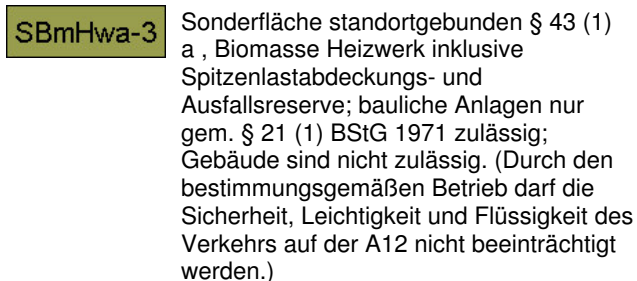 SBmHwa-3
Sonderfläche standortgebunden § 43 (1)
a , Biomasse Heizwerk inklusive
Spitzenlastabdeckungs- und
Ausfallsreserve; bauliche Anlagen nur
gem. § 21 (1) BStG 1971 zulässig;
Gebäude sind nicht zulässig. (Durch den
bestimmungsgemäßen Betrieb darf die
Sicherheit, Leichtigkeit und Flüssigkeit des
Verkehrs auf der A12 nicht beeinträchtigt
werden.)